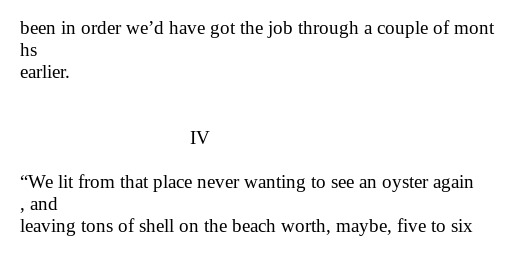 been in order we’d have got the job through a couple of mont
hs
earlier.
IV
“We lit from that place never wanting to see an oyster again
, and
leaving tons of shell on the beach worth, maybe, five to six